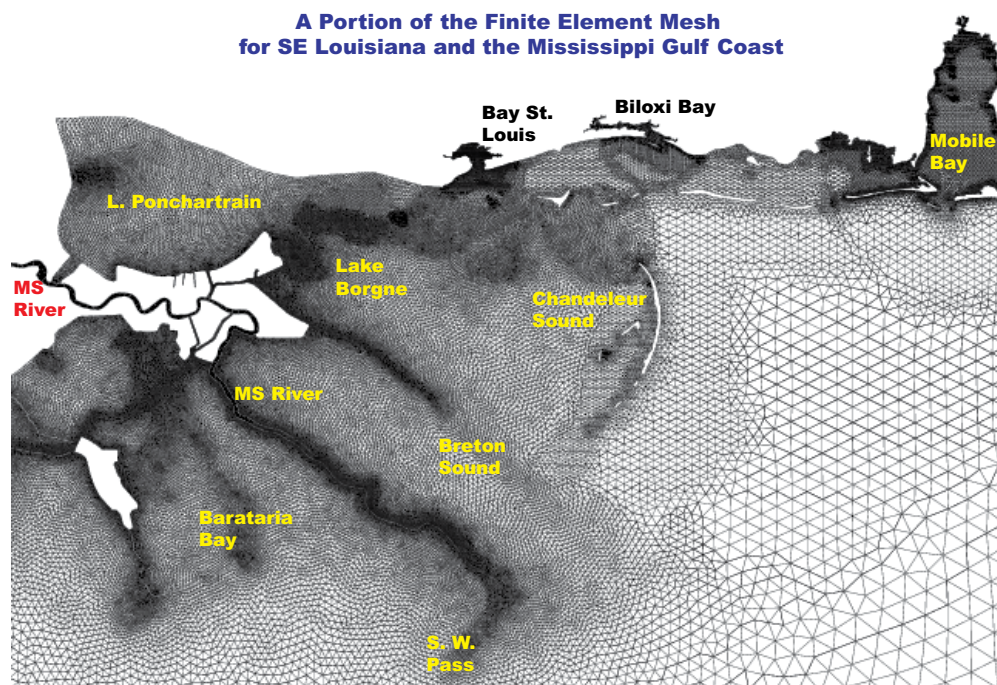 A Portion of the Finite Element Mesh
for SE Louisiana and the Mississippi Gulf Coast
Bay St.
Louis
Biloxi Bay
Mobile
Bay
L. Ponchartrain
Lake
Borgne
MS
River
Chandeleur
Sound
MS River
Breton
Sound
Barataria
Bay
S. W.
Pass